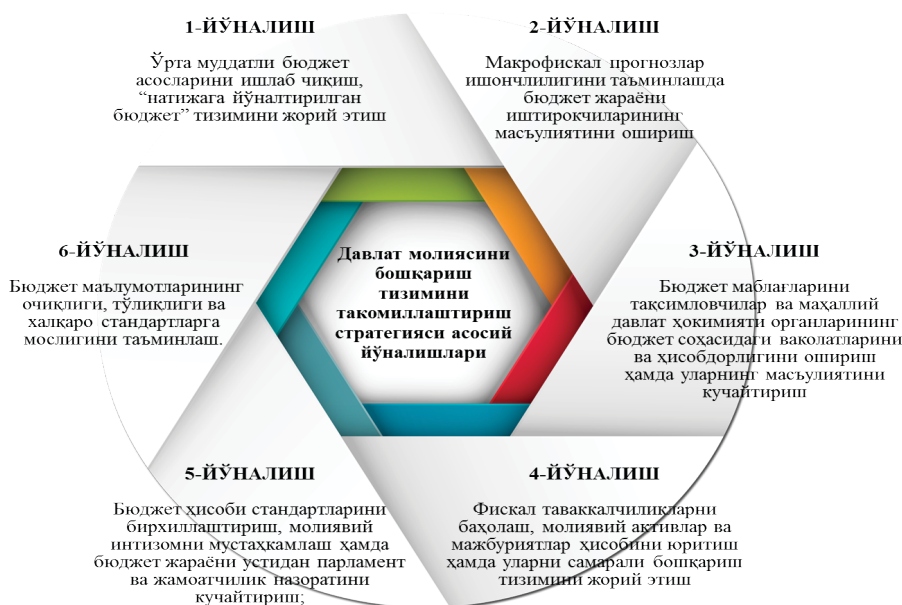 1-ЙЎНАЛИШ
Ўрта муддатли бюджет
асосларини ишлаб чиқиш,
“натижага йўналтирилган
бюджет” тизимини жорий этиш
2-ЙЎНАЛИШ
Макрофискал прогнозлар
ишончлилигини таъминлашда
бюджет жараёни
иштирокчиларининг
масъулиятини ошириш
3-ЙЎНАЛИШ
Бюджет маблағларини
тақсимловчилар ва маҳаллий
давлат ҳокимияти органларининг
бюджет соҳасидаги ваколатларини
ва ҳисобдорлигини ошириш
ҳамда уларнинг масъулиятини
кучайтириш
4-ЙЎНАЛИШ
Фискал таваккалчиликларни
баҳолаш, молиявий активлар ва
мажбуриятлар ҳисобини юритиш
ҳамда уларни самарали бошқариш
тизимини жорий этиш
5-ЙЎНАЛИШ
Бюджет ҳисоби стандартларини
бирхиллаштириш, молиявий
интизомни мустаҳкамлаш ҳамда
бюджет жараёни устидан парламент
ва жамоатчилик назоратини
кучайтириш;
6-ЙЎНАЛИШ
Бюджет маълумотларининг
очиқлиги, тўлиқлиги ва
халқаро стандартларга
мослигини таъминлаш.
Давлат молиясини
бошқариш
тизимини
такомиллаштириш
стратегияси асосий
йўналишлари